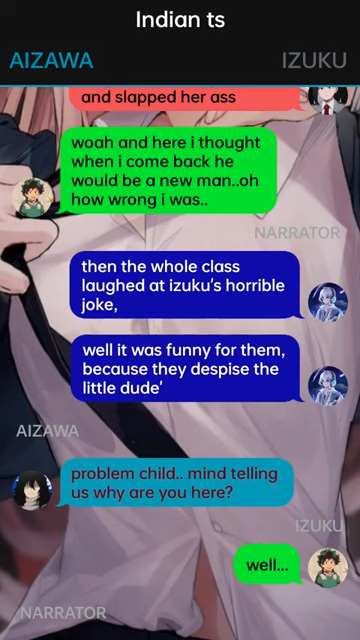 Indian ts
AIZAWA
IZUKU
and slapped her ass
woah and here i thought
when i come back he
would be a new man..oh
how wrong i was..
NARRATOR
then the whole class
laughed at izuku's horrible
joke,
well it was funny for them,
because they despise the
little dude'
AIZAWA
problem child.. mind telling
us why are you here?
IZUKU
well...
NARRATOR